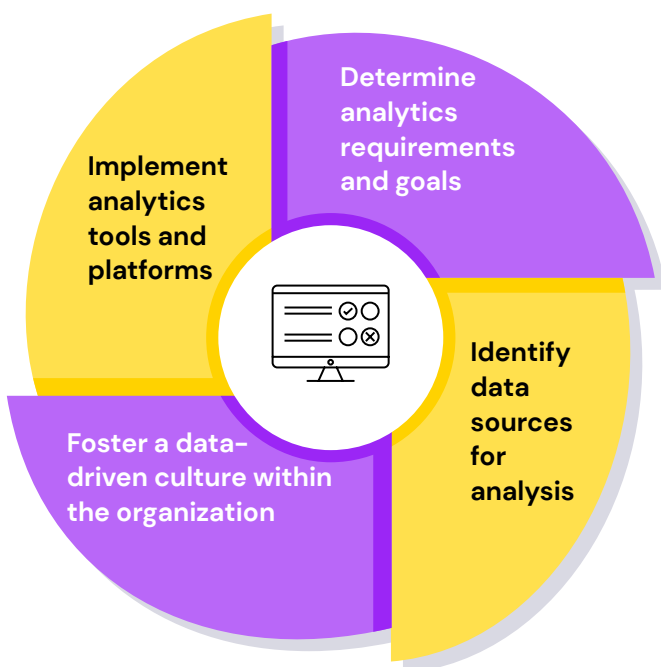 Determine
analytics
requirements
and goals
Identify
data
sources
for
analysis
Foster a data-
driven culture within
the organization
Implement
analytics
tools and
platforms